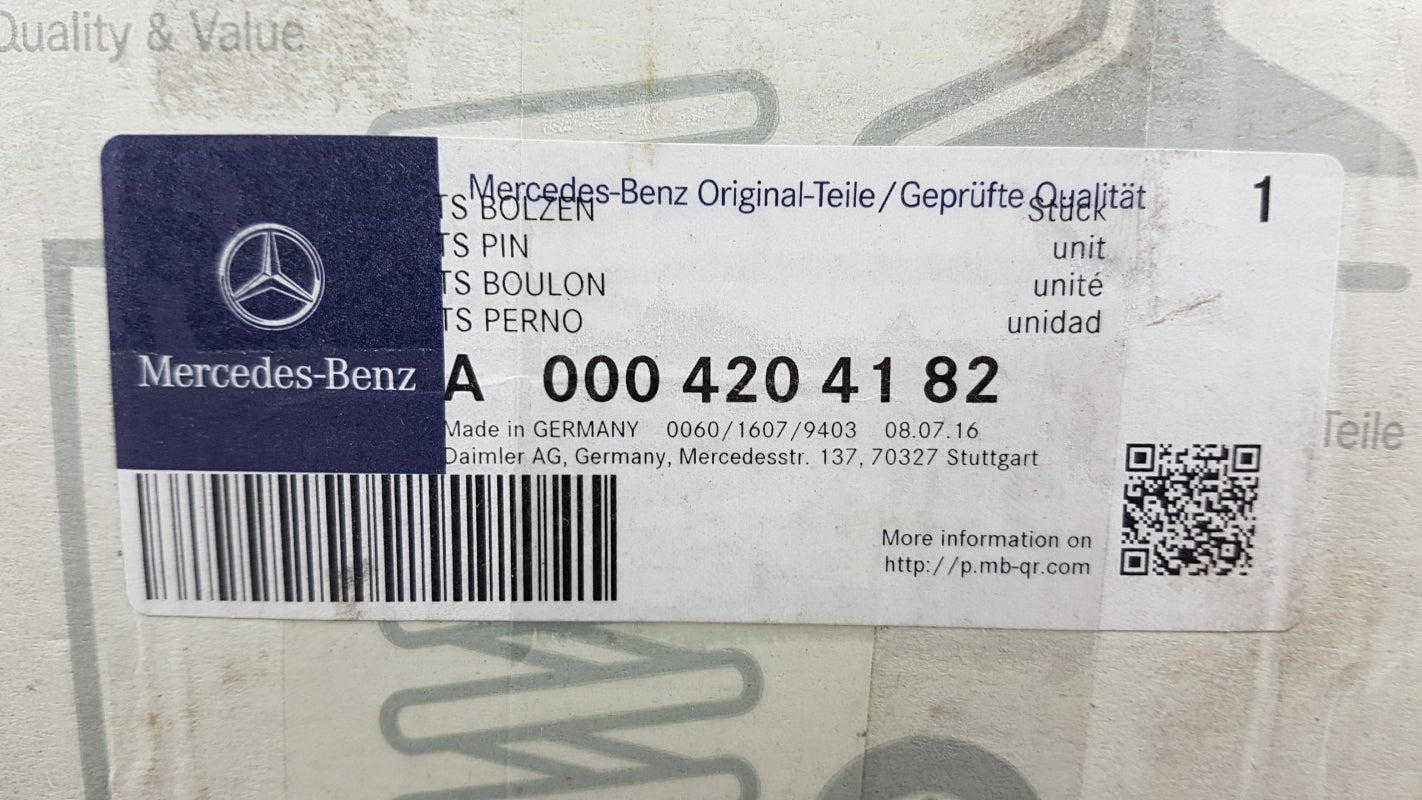 Quality & Value
Mercedes-Benz Original-Teile/Geprüfte Qualität
1
TS BOLZEN Stück
TS PIN unit
TS BOULON unité
TS PERNO unidad
Mercedes-Benz
A 000 420 41 82
Made in GERMANY 0060/1607/9403 08.07.16
Daimler AG, Germany, Mercedesstr. 137, 70327 Stuttgart
Teile
More information on
http://p.mb-qr.com